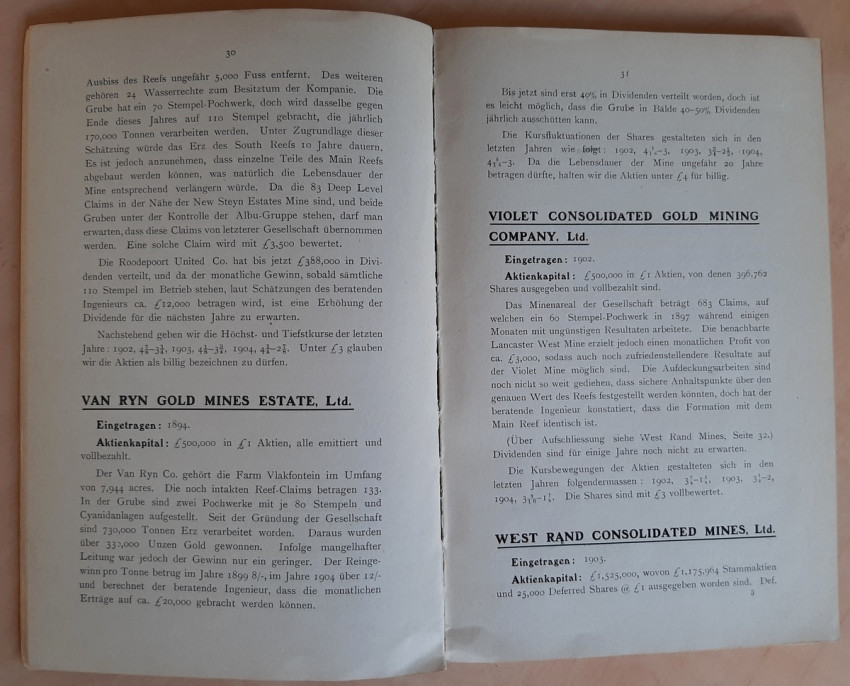 30
Ausbiss des Reefs ungefähr 5,000 Fuss entfernt. Des weiteren
gehören 24 Wasserrechte zum Besitztum der Kompanie. Die
Grube hat ein 70 Stempel-Pochwerk, doch wird dasselbe gegen
Ende dieses Jahres auf 110 Stempel gebracht, die jährlich
170,000 Tonnen verarbeiten werden. Unter Zugrundlage dieser
Schätzung würde das Erz des South Reefs 10 Jahre dauern.
Es ist jedoch anzunehmen, dass einzelne Teile des Main Reefs
abgebaut werden können, was natürlich die Lebensdauer der
Mine entsprechend verlängern würde. Da die 83 Deep Level
Claims in der Nähe der New Steyn Estates Mine sind, und beide
Gruben unter der Kontrolle der Albu-Gruppe stehen, darf man
erwarten, dass diese Claims von letzterer Gesellschaft übernommen
werden. Eine solche Claim wird mit £3,500 bewertet.
Die Roodepoort United Co. hat bis jetzt £388,000 in Divi-
denden verteilt, und da der monatliche Gewinn, sobald sämtliche
110 Stempel im Betrieb stehen, laut Schätzungen des beratenden
Ingenieurs ca. £12,000 betragen wird, ist eine Erhöhung der
Dividende für die nächsten Jahre zu erwarten.
Nachstehend geben wir die Höchst- und Tiefstkurse der letzten
Jahre: 1902, 1903, 1904, Unter £3 glauben
wir die Aktien als billig bezeichnen zu dürfen.
VAN RYN GOLD MINES ESTATE, Ltd.
Eingetragen: 1894.
Aktienkapital: £500,000 in £1 Aktien, alle emittiert und
vollbezahlt.
Der Van Ryn Co. gehört die Farm Vlakfontein im Umfang
von 7,944 acres. Die noch intakten Reef-Claims betragen 133.
In der Grube sind zwei Pochwerke mit je 80 Stempeln und
Cyanidanlagen aufgestellt. Seit der Gründung der Gesellschaft
sind 730,000 Tonnen Erz verarbeitet worden. Daraus wurden
über Unzen Gold gewonnen. Infolge mangelhafter
Leitung war jedoch der Gewinn nur ein geringer. Der Reinge-
winn pro Tonne betrug im Jahre 1899 8/-, im Jahre 1904 über 12/-
und berechnet der beratende Ingenieur, dass die monatlichen
Erträge auf ca. £20,000 gebracht werden können.
31
Bis jetzt sind erst 40% in Dividenden verteilt worden, doch ist
es leicht möglich, dass die Grube in Bälde 40-50% Dividenden
jährlich ausschütten kann.
Die Kursfluktuationen der Shares gestalteten sich in den
letzten Jahren wie folgt: 1902, 1903, 1904,
Da die Lebensdauer der Mine ungefähr 20 Jahre
betragen dürfte, halten wir die Aktien unter £4 für billig.
VIOLET CONSOLIDATED GOLD MINING
COMPANY, Ltd.
Eingetragen: 1902.
Aktienkapital: £500,000 in £1 Aktien, von denen 396,762
Shares ausgegeben und vollbezahlt sind.
Das Minenareal der Gesellschaft beträgt 683 Claims, auf
welchen ein 60 Stempel-Pochwerk in 1897 während einigen
Monaten mit ungünstigen Resultaten arbeitete. Die benachbarte
Lancaster West Mine erzielt jedoch einen monatlichen Profit von
ca. £3,000, sodass auch noch zufriedenstellendere Resultate auf
der Violet Mine möglich sind. Die Aufdeckungsarbeiten sind
noch nicht so weit gediehen, dass sichere Anhaltspunkte über den
genauen Wert des Reefs festgestellt werden könnten, doch hat der
beratende Ingenieur konstatiert, dass die Formation mit dem
Main Reef identisch ist.
(Über Aufschliessung siehe West Rand Mines, Seite 32.)
Dividenden sind für einige Jahre noch nicht zu erwarten.
Die Kursbewegungen der Aktien gestalteten sich in den
letzten Jahren folgendermassen: 1902, 1903,
1904, Die Shares sind mit £3 vollbewertet.
WEST RAND CONSOLIDATED MINES, Ltd.
Eingetragen: 1903.
Aktienkapital: £1,525,000, wovon £1,175,964 Stammaktien
und 25,000 Deferred Shares @ £1 ausgegeben worden sind. Def.
3